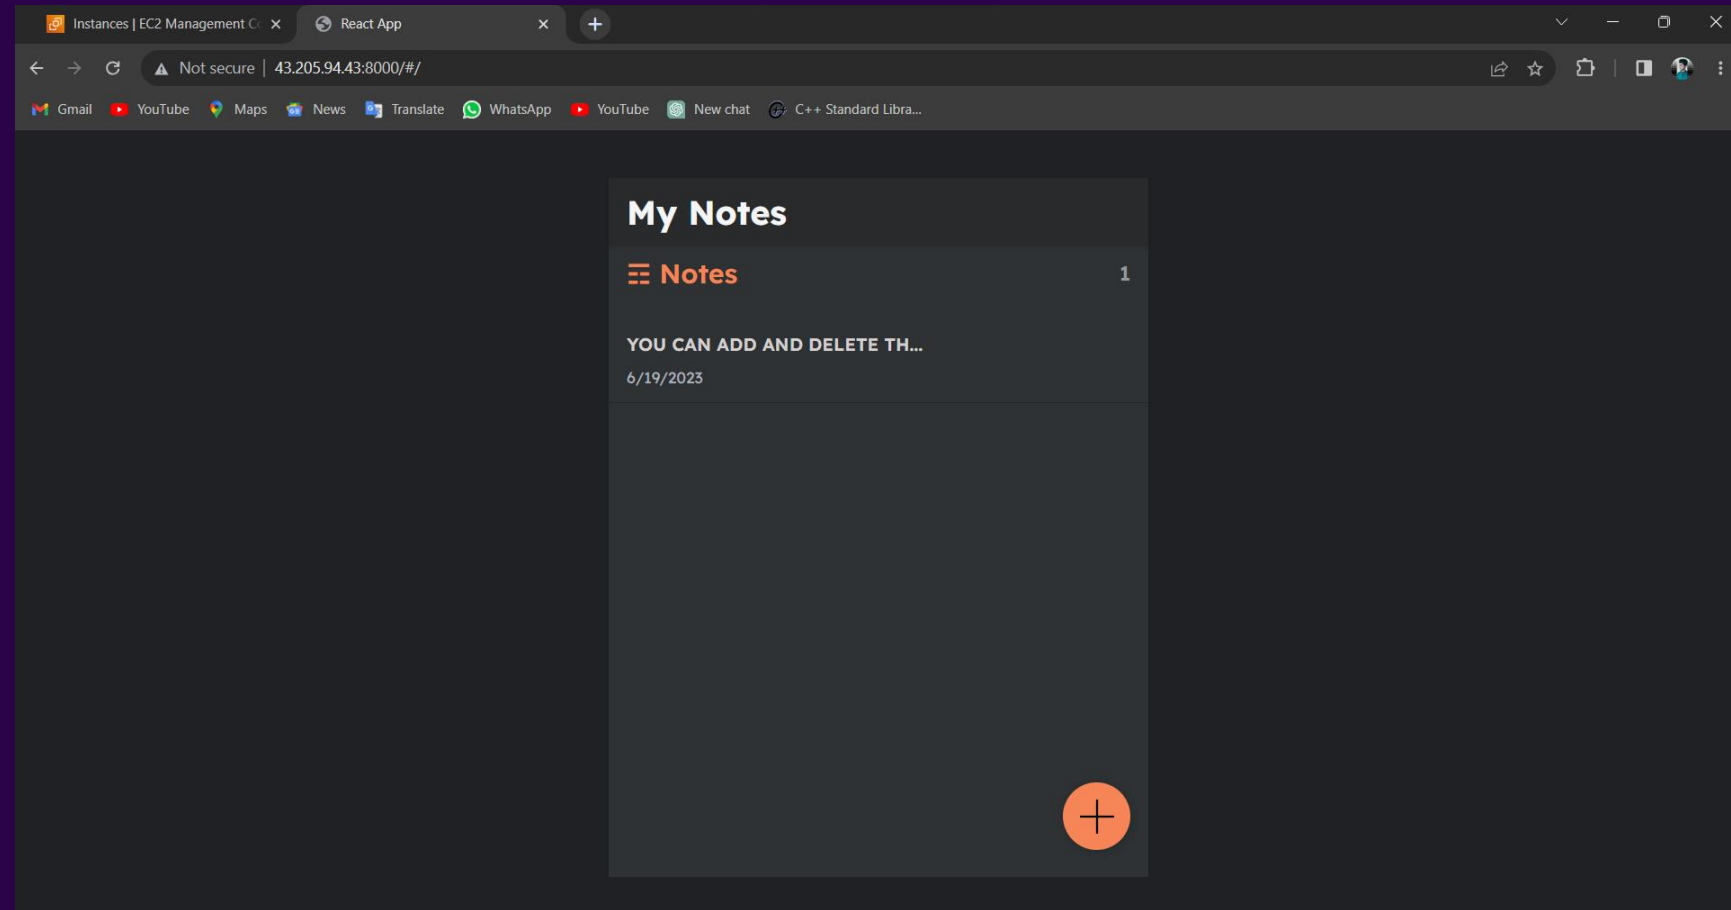 Instances | EC2 Management Co
React App
Not secure | 43.205.94.43:8000/#/
Gmail YouTube Maps News Translate WhatsApp YouTube New chat C++ Standard Libra...
My Notes
Notes 1
YOU CAN ADD AND DELETE TH...
6/19/2023